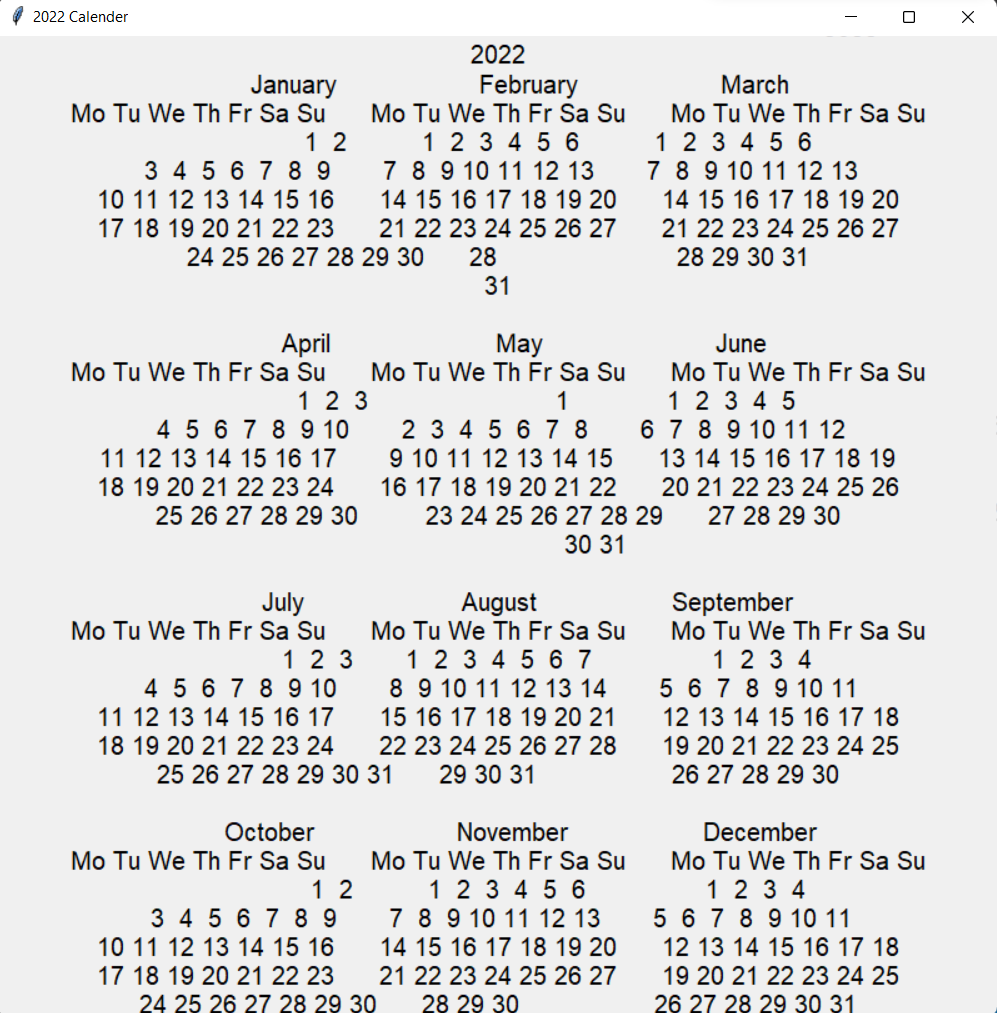 2022 Calender
2022
January February March
Mo Tu We Th Fr Sa Su Mo Tu We Th Fr Sa Su Mo Tu We Th Fr Sa Su
1 2 1 2 3 4 5 6 1 2 3 4 5 6
3 4 5 6 7 8 9 7 8 9 10 11 12 13 7 8 9 10 11 12 13
10 11 12 13 14 15 16 14 15 16 17 18 19 20 14 15 16 17 18 19 20
17 18 19 20 21 22 23 21 22 23 24 25 26 27 21 22 23 24 25 26 27
24 25 26 27 28 29 30 28 28 29 30 31
31
April May June
Mo Tu We Th Fr Sa Su Mo Tu We Th Fr Sa Su Mo Tu We Th Fr Sa Su
1 2 3 1 1 2 3 4 5
4 5 6 7 8 9 10 2 3 4 5 6 7 8 6 7 8 9 10 11 12
11 12 13 14 15 16 17 9 10 11 12 13 14 15 13 14 15 16 17 18 19
18 19 20 21 22 23 24 16 17 18 19 20 21 22 20 21 22 23 24 25 26
25 26 27 28 29 30 23 24 25 26 27 28 29 27 28 29 30
30 31
July August September
Mo Tu We Th Fr Sa Su Mo Tu We Th Fr Sa Su Mo Tu We Th Fr Sa Su
1 2 3 1 2 3 4 5 6 7 1 2 3 4
4 5 6 7 8 9 10 8 9 10 11 12 13 14 5 6 7 8 9 10 11
11 12 13 14 15 16 17 15 16 17 18 19 20 21 12 13 14 15 16 17 18
18 19 20 21 22 23 24 22 23 24 25 26 27 28 19 20 21 22 23 24 25
25 26 27 28 29 30 31 29 30 31 26 27 28 29 30
October November December
Mo Tu We Th Fr Sa Su Mo Tu We Th Fr Sa Su Mo Tu We Th Fr Sa Su
1 2 1 2 3 4 5 6 1 2 3 4
3 4 5 6 7 8 9 7 8 9 10 11 12 13 5 6 7 8 9 10 11
10 11 12 13 14 15 16 14 15 16 17 18 19 20 12 13 14 15 16 17 18
17 18 19 20 21 22 23 21 22 23 24 25 26 27 19 20 21 22 23 24 25
24 25 26 27 28 29 30 28 29 30 26 27 28 29 30 31